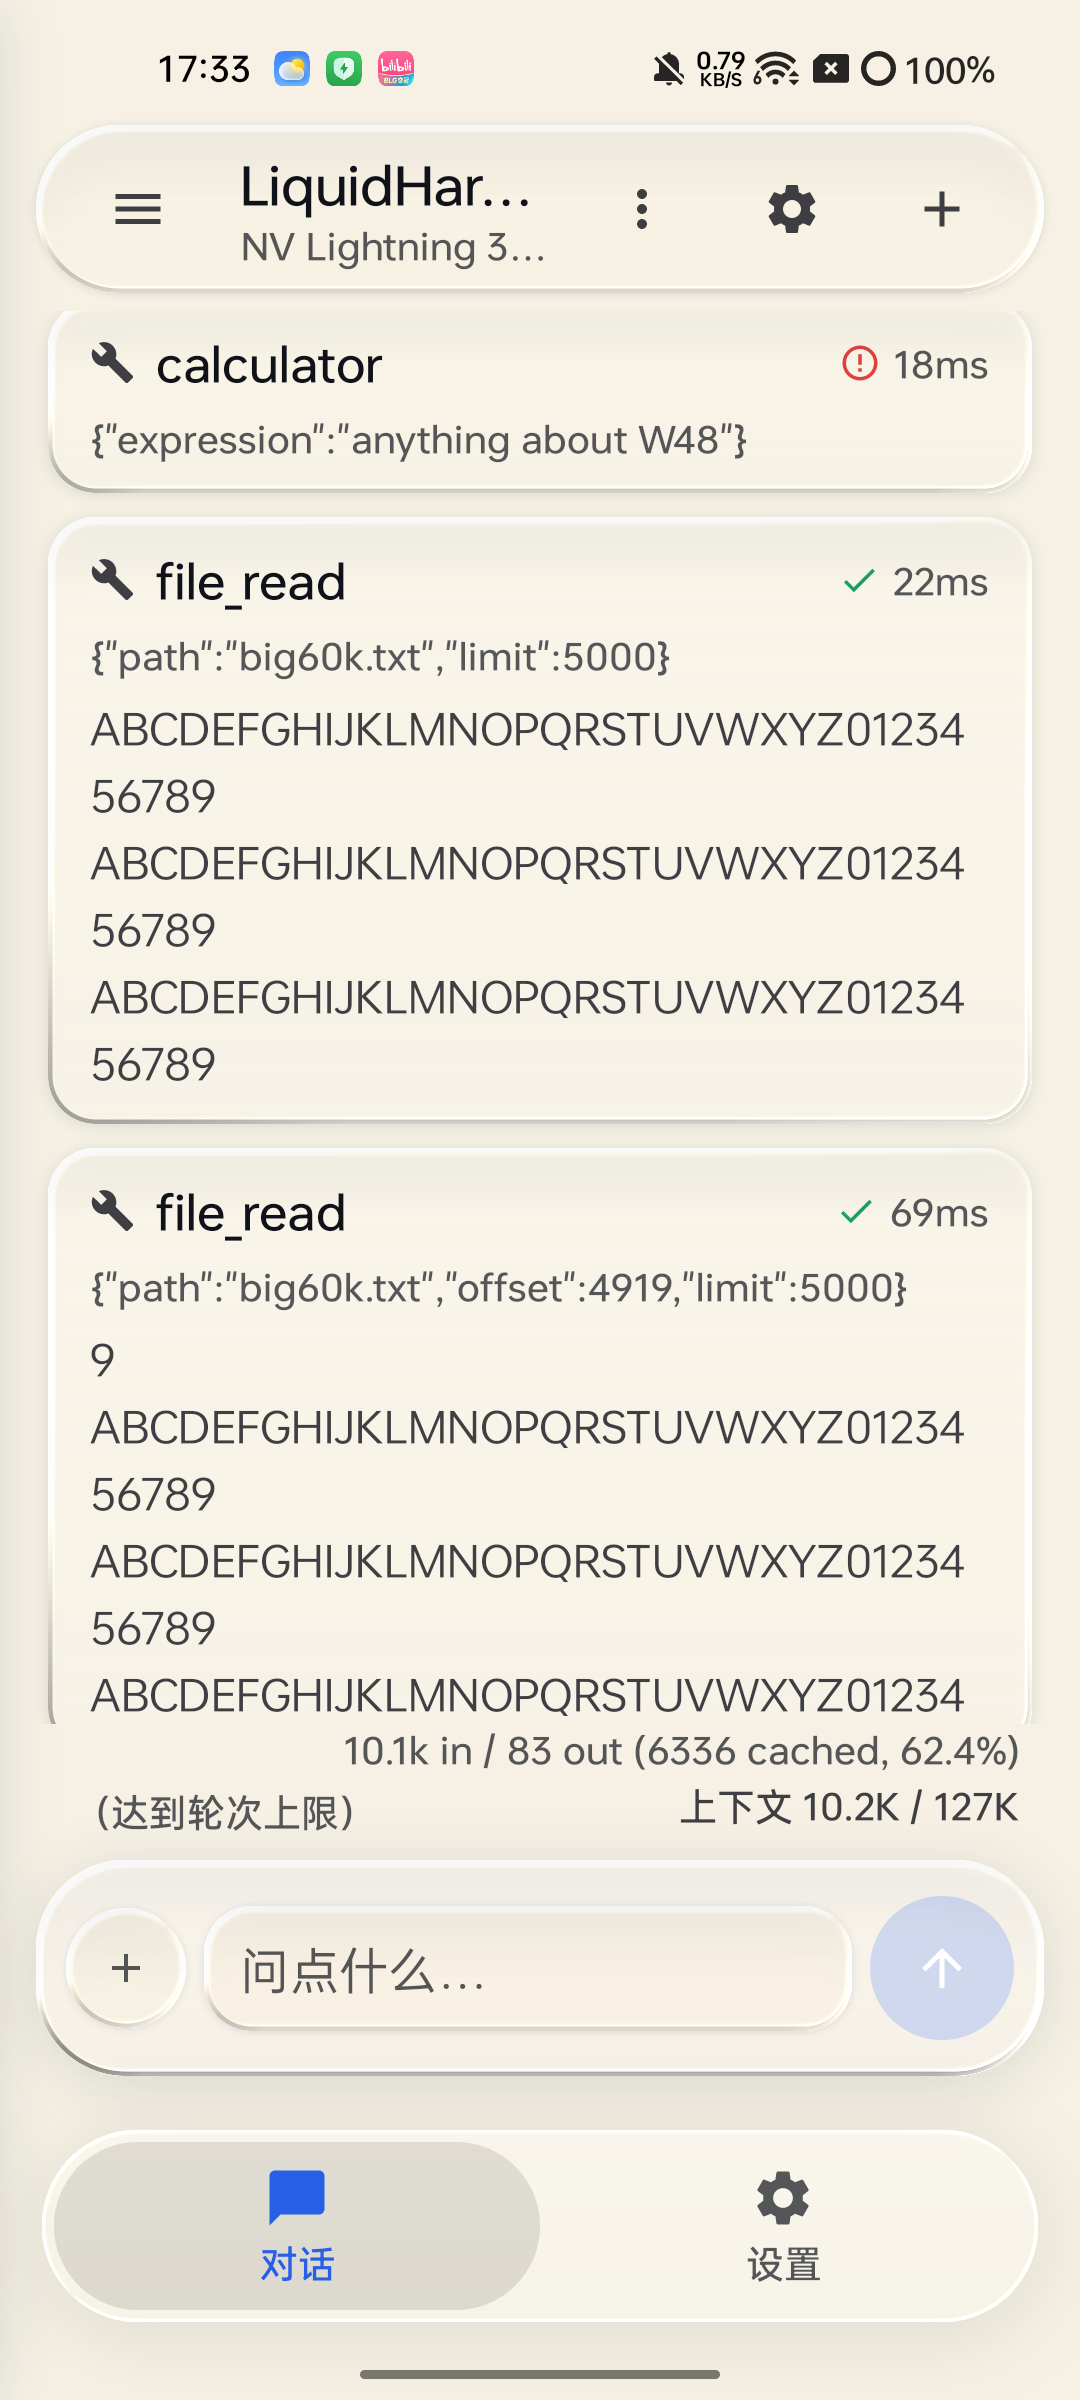 17:33
bilibili
0.79
KB/S
6
100%
LiquidHar...
NV Lightning 3...
calculator
18ms
{"expression":"anything about W48"}
file_read
22ms
{"path":"big60k.txt","limit":5000}
ABCDEFGHIJKLMNOPQRSTUVWXYZ01234
56789
ABCDEFGHIJKLMNOPQRSTUVWXYZ01234
56789
ABCDEFGHIJKLMNOPQRSTUVWXYZ01234
56789
file_read
69ms
{"path":"big60k.txt","offset":4919,"limit":5000}
9
ABCDEFGHIJKLMNOPQRSTUVWXYZ01234
56789
ABCDEFGHIJKLMNOPQRSTUVWXYZ01234
56789
ABCDEFGHIJKLMNOPQRSTUVWXYZ01234
10.1k in / 83 out (6336 cached, 62.4%)
(达到轮次上限)
上下文 10.2K / 127K
问点什么...
对话
设置